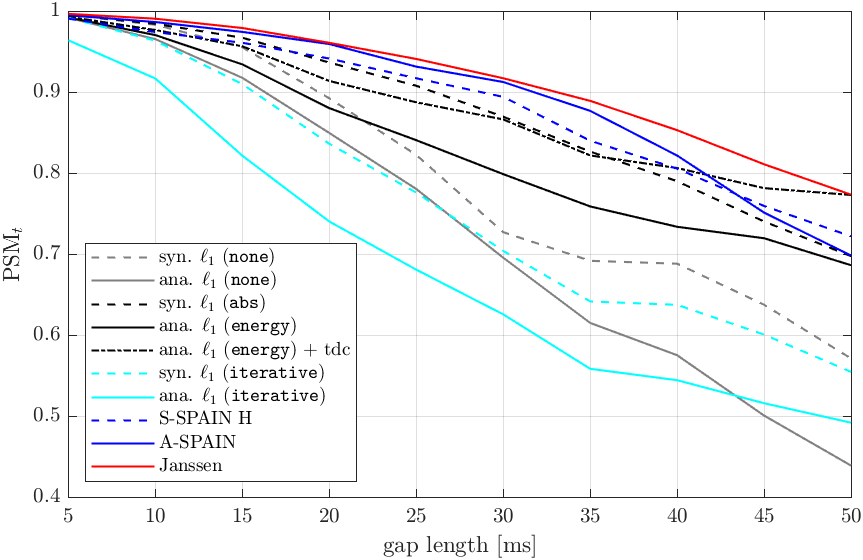 1
0.9
0.8
0.7
0.6
0.5
0.4
PSMₜ
syn. ℓ₁ (none)
ana. ℓ₁ (none)
syn. ℓ₁ (abs)
ana. ℓ₁ (energy)
ana. ℓ₁ (energy) + tdc
syn. ℓ₁ (iterative)
ana. ℓ₁ (iterative)
S-SPAIN H
A-SPAIN
Janssen
5 10 15 20 25 30 35 40 45 50
gap length [ms]